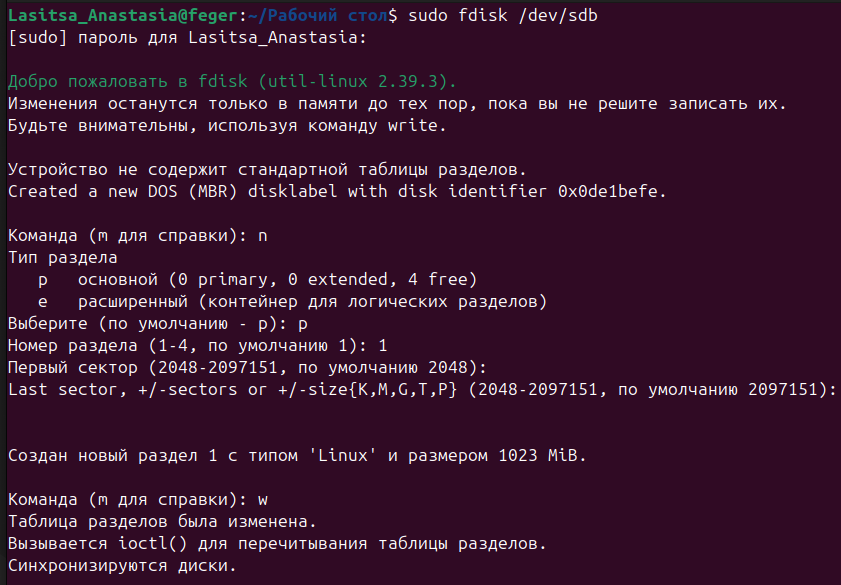 Lasitsa_Anastasia@feger:~/Рабочий стол$ sudo fdisk /dev/sdb
[sudo] пароль для Lasitsa_Anastasia:
Добро пожаловать в fdisk (util-linux 2.39.3).
Изменения останутся только в памяти до тех пор, пока вы не решите записать их.
Будьте внимательны, используя команду write.
Устройство не содержит стандартной таблицы разделов.
Created a new DOS (MBR) disklabel with disk identifier 0x0de1befe.
Команда (m для справки): n
Тип раздела
p основной (0 primary, 0 extended, 4 free)
e расширенный (контейнер для логических разделов)
Выберите (по умолчанию - p): p
Номер раздела (1-4, по умолчанию 1): 1
Первый сектор (2048-2097151, по умолчанию 2048):
Last sector, +/-sectors or +/-size{K,M,G,T,P} (2048-2097151, по умолчанию 2097151):
Создан новый раздел 1 с типом 'Linux' и размером 1023 MiB.
Команда (m для справки): w
Таблица разделов была изменена.
Вызывается ioctl() для перечитывания таблицы разделов.
Синхронизируются диски.